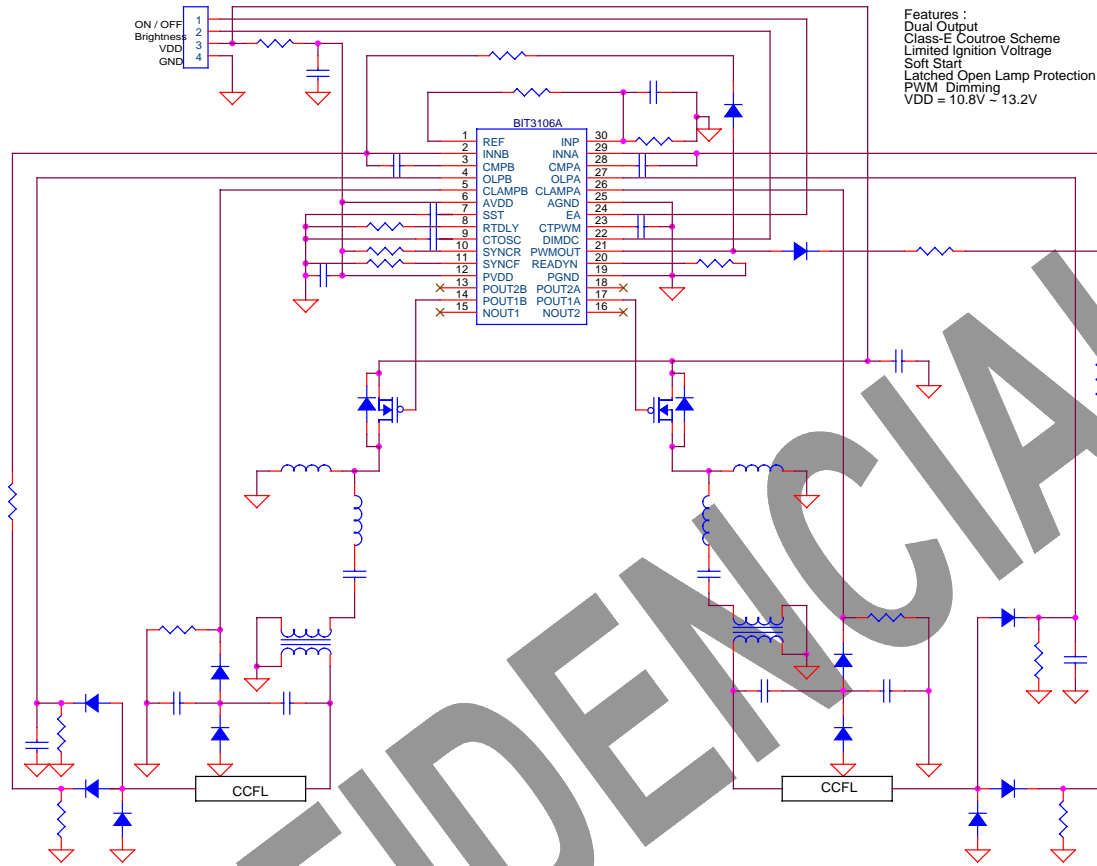 ON / OFF
Brightness
VDD
GND
1
2
3
4
Features :
Dual Output
Class-E Coutroe Scheme
Limited Ignition Voltrage
Soft Start
Latched Open Lamp Protection
PWM Dimming
VDD = 10.8V ~ 13.2V
BIT3106A
1 REF INP 30
2 INNB INNA 29
3 CMPB CMPA 28
4 OLPB OLPA 27
5 CLAMPB CLAMPA 26
6 AVDD AGND 25
7 SST EA 24
8 RTDLY CTPWM 23
9 CTOSC DIMDC 22
10 SYNCR PWMOUT 21
11 SYNCF READYN 20
12 PVDD PGND 19
13 POUT2B POUT2A 18
14 POUT1B POUT1A 17
15 NOUT1 NOUT2 16
CCFL
CCFL
FIDENCIA